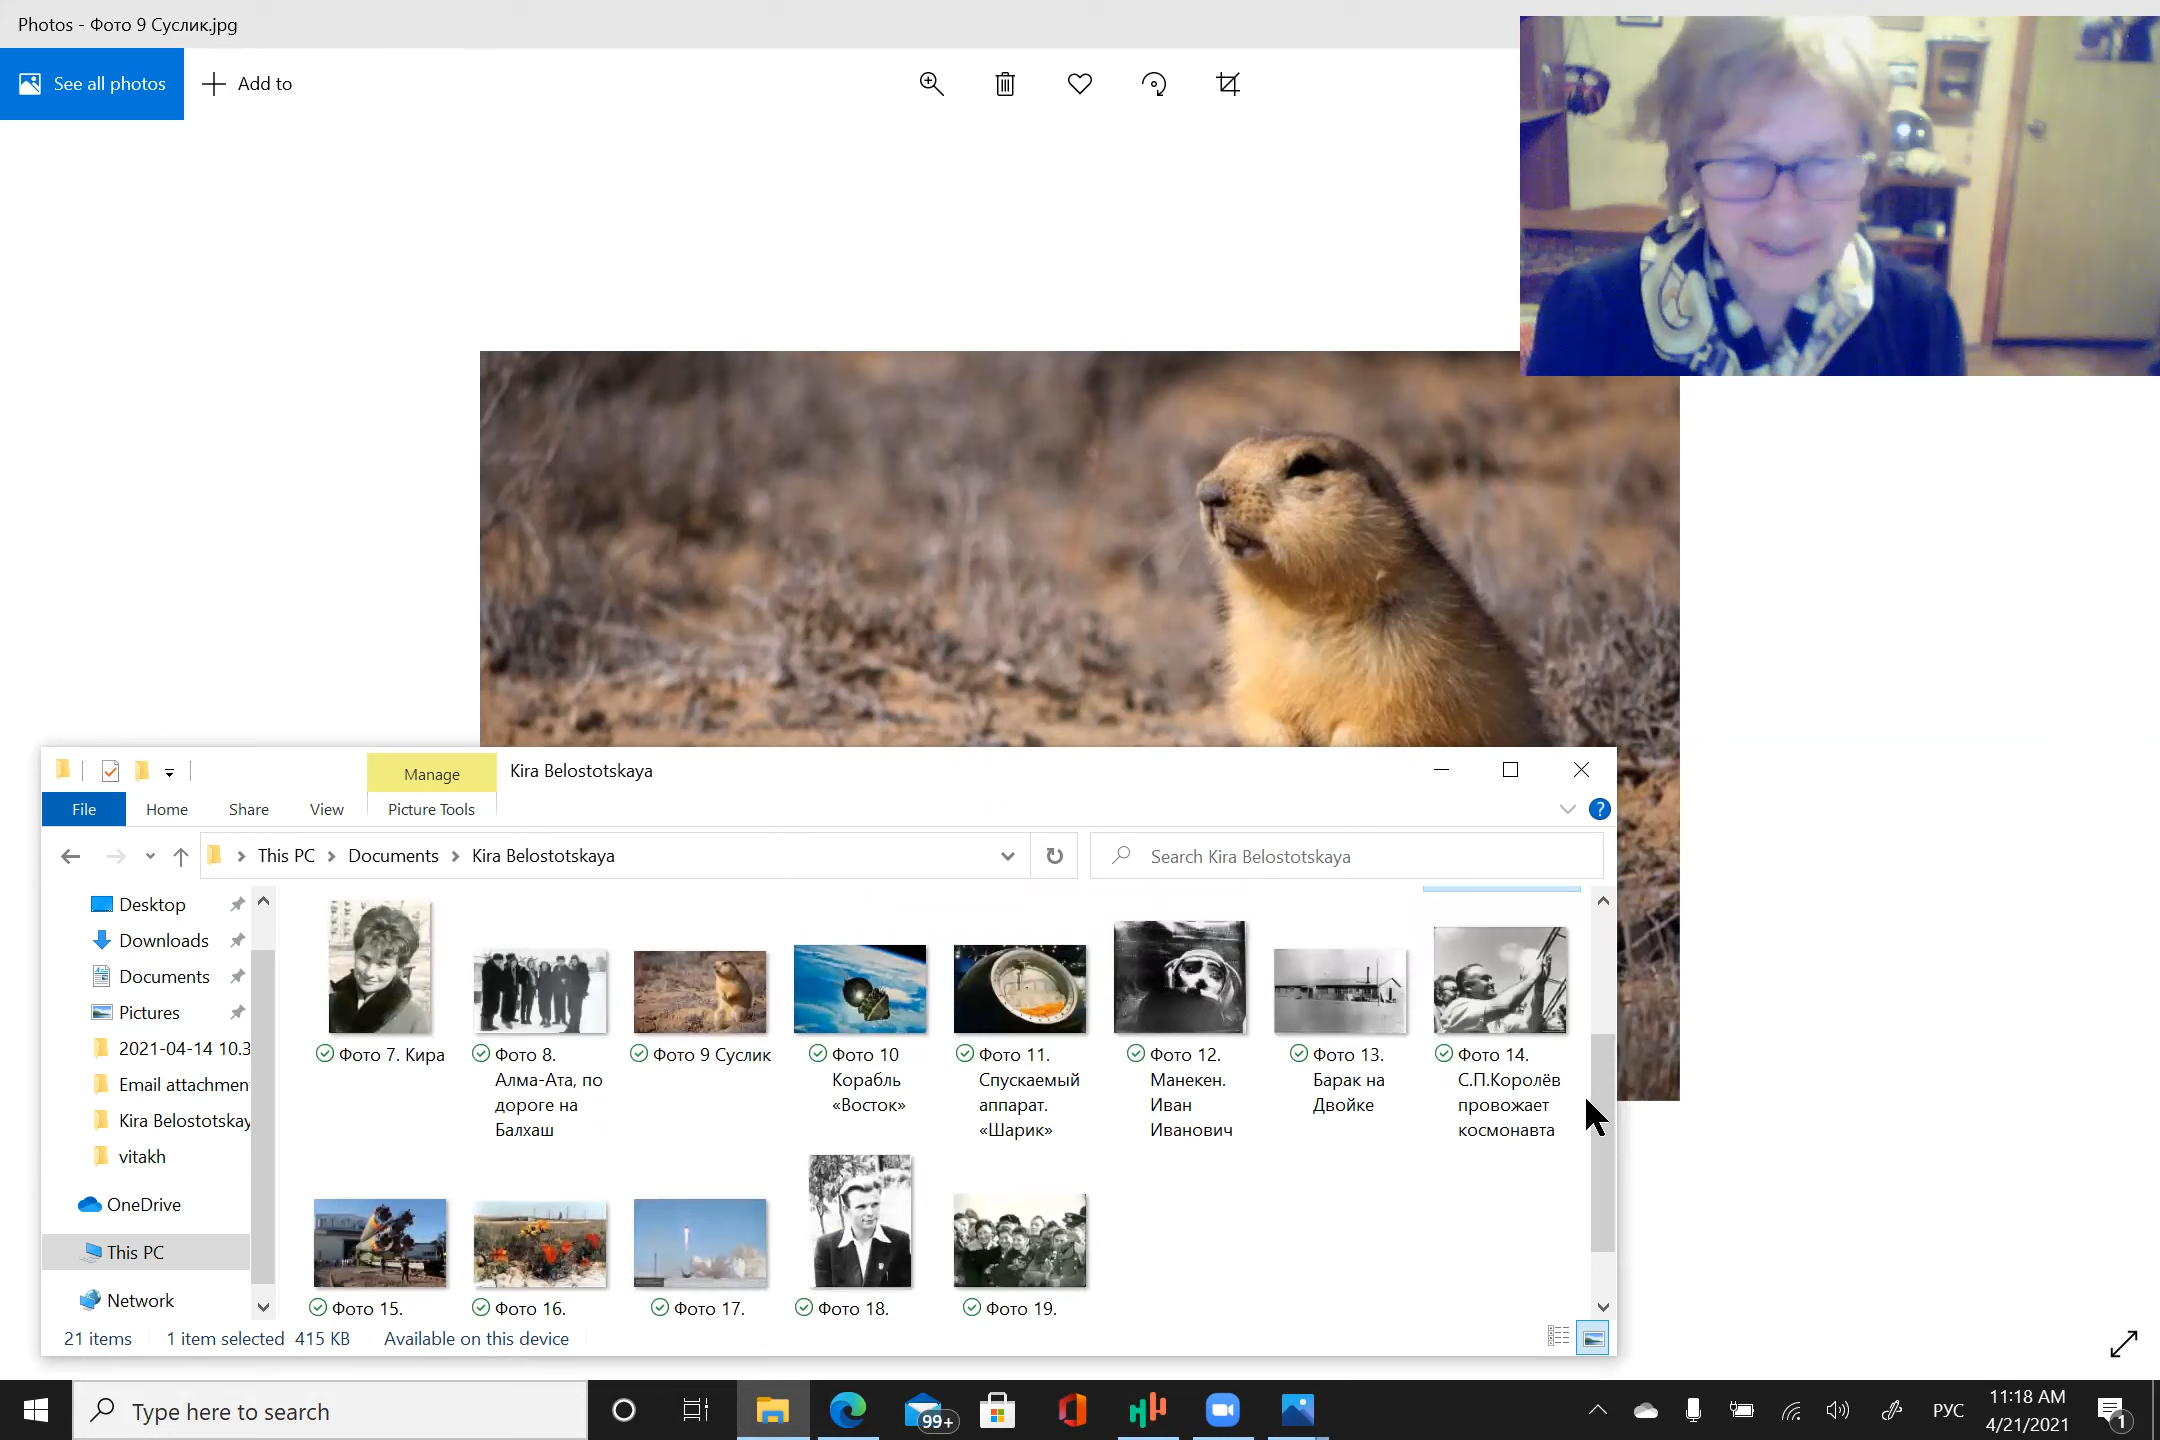 Photos - Фото 9 Суслик.jpg
See all photos
Add to
Manage
Kira Belostotskaya
File
Home
Share
View
Picture Tools
?
This PC
Documents
Kira Belostotskaya
Search Kira Belostotskaya
Desktop
Downloads
Documents
Pictures
2021-04-14 10.3
Email attachmen
Kira Belostotskay
vitakh
OneDrive
This PC
Network
Фото 7. Кира
Фото 8.
Алма-Ата, по
дороге на
Балхаш
Фото 9 Суслик
Фото 10
Корабль
«Восток»
Фото 11.
Спускаемый
аппарат.
«Шарик»
Фото 12.
Манекен.
Иван
Иванович
Фото 13.
Барак на
Двойке
Фото 14.
С.П.Королёв
провожает
космонавта
Фото 15.
Фото 16.
Фото 17.
Фото 18.
Фото 19.
21 items
1 item selected 415 KB
Available on this device
Type here to search
99+
РУС
11:18 AM
4/21/2021
1